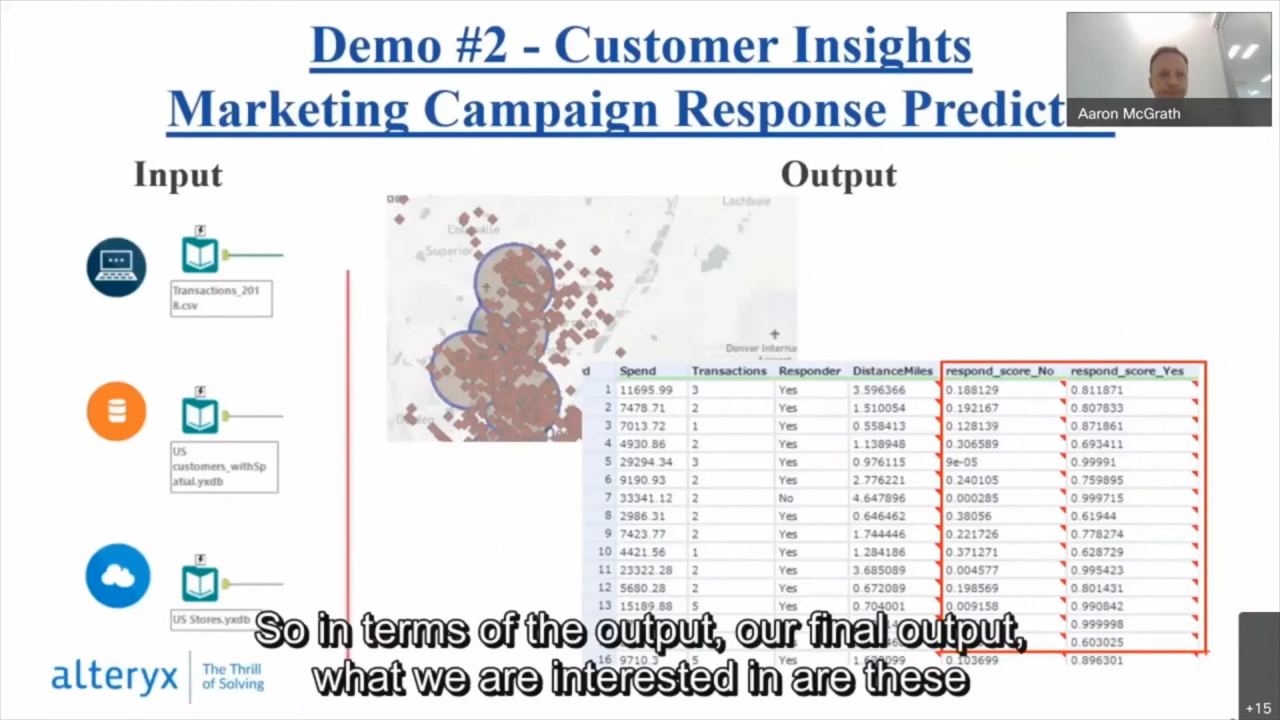 Demo #2 - Customer Insights
Marketing Campaign Response Predict
Aaron McGrath
Input
Output
Transactions_201
8.csv
US
customers_withSp
atial.yxdb
US Stores.yxdb
Superior
Lochbuie
Denver Interna
d Spend Transactions Responder DistanceMiles respond_score_No respond_score_Yes
1 11695.99 3 Yes 3.596366 0.188129 0.811871
2 7478.71 2 Yes 1.510054 0.192167 0.807833
3 7013.72 1 Yes 0.558413 0.128139 0.871861
4 4930.86 2 Yes 1.138948 0.306589 0.693411
5 29294.34 3 Yes 0.976115 9e-05 0.99991
6 9190.93 2 Yes 2.776221 0.240105 0.759895
7 33341.12 2 No 4.647896 0.000285 0.999715
8 2986.31 2 Yes 0.646462 0.38056 0.61944
9 7423.77 2 Yes 1.744446 0.221726 0.778274
10 4421.56 1 Yes 1.284186 0.371271 0.628729
11 23322.28 2 Yes 3.685089 0.004577 0.995423
12 5680.28 2 Yes 0.672089 0.198569 0.801431
13 15189.88 5 Yes 0.704001 0.009158 0.990842
0.999998
0.603025
16 9710.3 5 Yes 0.103699 0.896301
So in terms of the output, our final output,
what we are interested in are these
alteryx
The Thrill
of Solving
+15